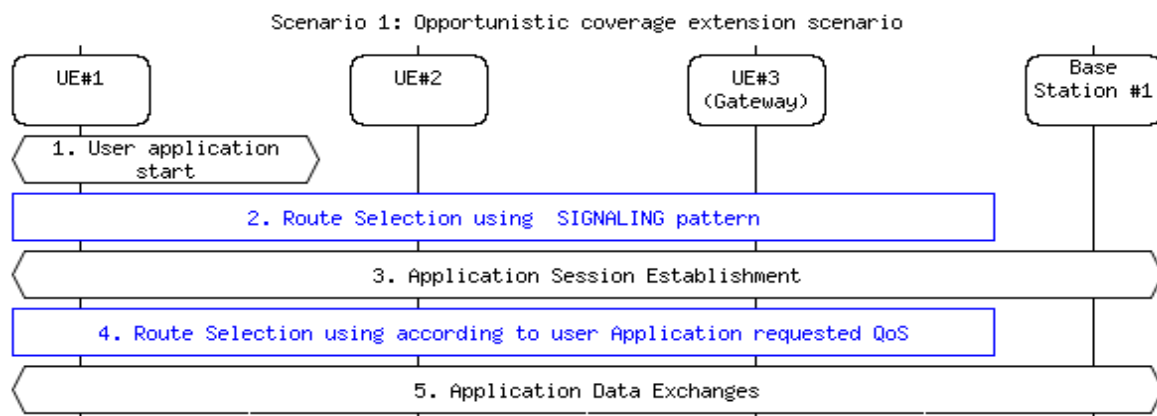 Scenario 1: Opportunistic coverage extension scenario
UE#1
UE#2
UE#3
(Gateway)
Base
Station #1
1. User application
start
2. Route Selection using  SIGNALING pattern
3. Application Session Establishment
4. Route Selection using according to user Application requested QoS
5. Application Data Exchanges